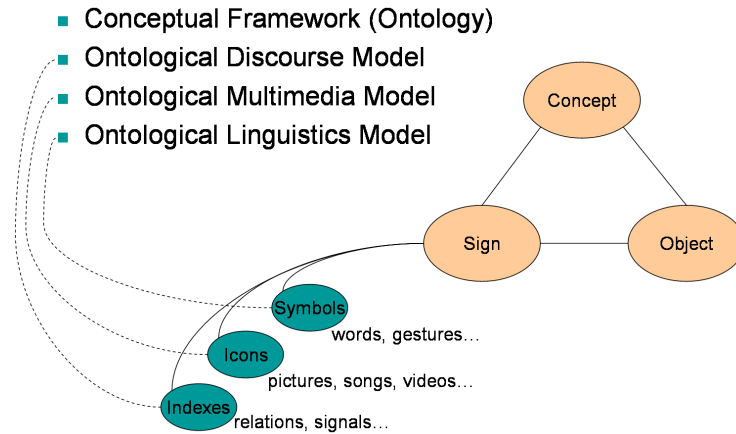 Conceptual Framework (Ontology)
Ontological Discourse Model
Ontological Multimedia Model
Ontological Linguistics Model
Concept
Sign
Object
Symbols
words, gestures…
Icons
pictures, songs, videos…
Indexes
relations, signals…